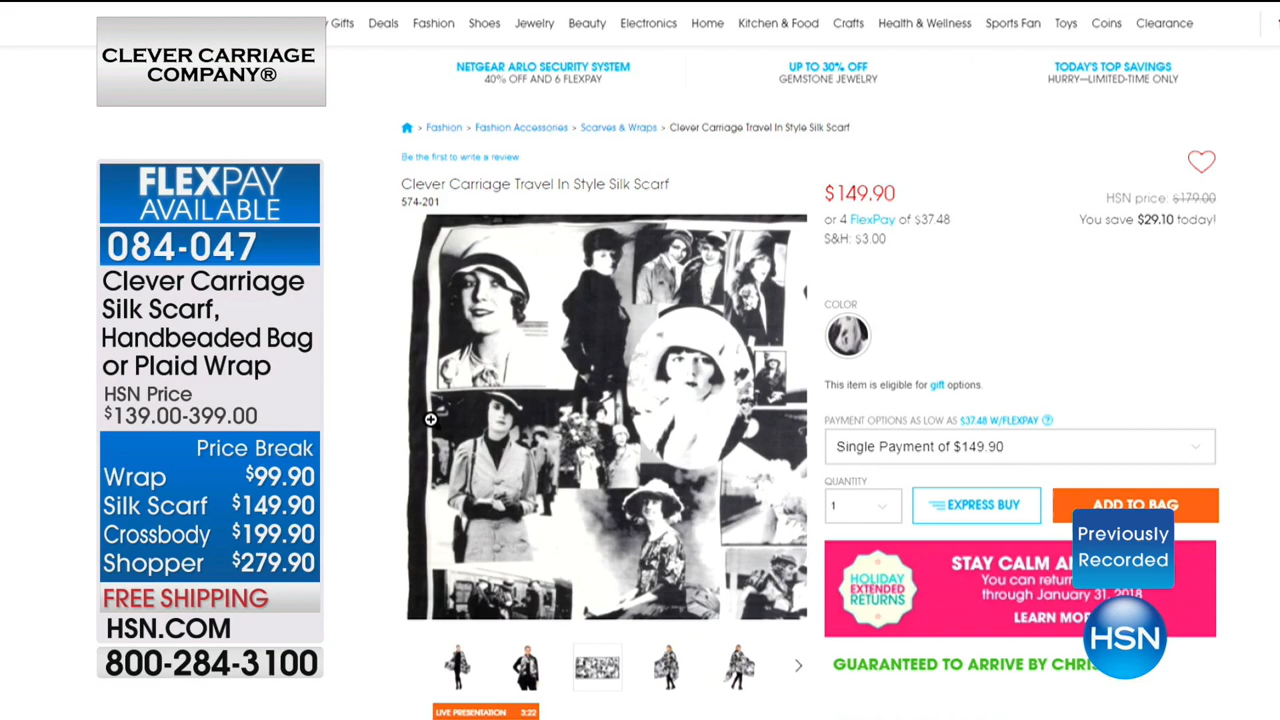 Gifts Deals Fashion Shoes Jewelry Beauty Electronics Home Kitchen & Food Crafts Health & Wellness Sports Fan Toys Coins Clearance
CLEVER CARRIAGE
COMPANY®
NETGEAR ARLO SECURITY SYSTEM
40% OFF AND 6 FLEXPAY
UP TO 30% OFF
GEMSTONE JEWELRY
TODAY'S TOP SAVINGS
HURRY—LIMITED-TIME ONLY
FLEXPAY
AVAILABLE
084-047
Clever Carriage
Silk Scarf,
Handbeaded Bag
or Plaid Wrap
HSN Price
$139.00-399.00
Price Break
Wrap $99.90
Silk Scarf $149.90
Crossbody $199.90
Shopper $279.90
FREE SHIPPING
HSN.COM
800-284-3100
> Fashion > Fashion Accessories > Scarves & Wraps > Clever Carriage Travel In Style Silk Scarf
Be the first to write a review
Clever Carriage Travel In Style Silk Scarf
574-201
$149.90
HSN price: $179.00
or 4 FlexPay of $37.48
You save $29.10 today!
S&H: $3.00
COLOR
This item is eligible for gift options.
PAYMENT OPTIONS AS LOW AS $37.48 W/FLEXPAY ?
Single Payment of $149.90
QUANTITY
1
EXPRESS BUY
ADD TO BAG
Previously
Recorded
HOLIDAY
EXTENDED
RETURNS
STAY CALM A
You can retur
through January 31, 2018
LEARN MOR
HSN
GUARANTEED TO ARRIVE BY CHRI
LIVE PRESENTATION 3:22